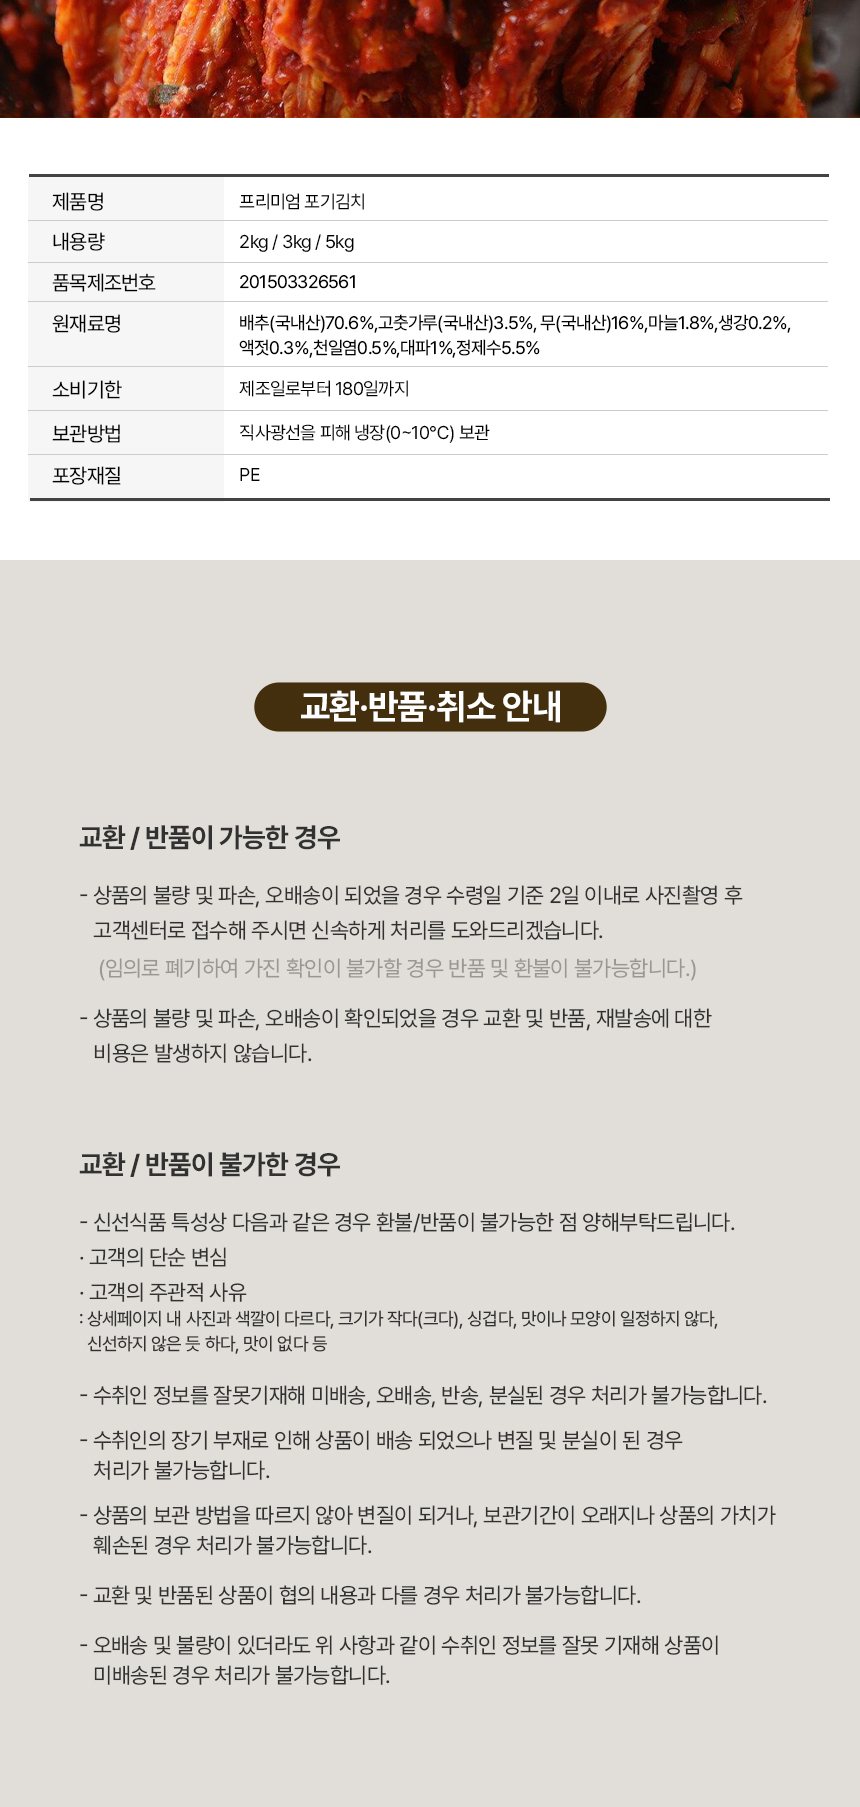 제품명 프리미엄 포기김치
내용량 2kg / 3kg / 5kg
품목제조번호 201503326561
원재료명 배추(국내산)70.6%,고춧가루(국내산)3.5%, 무(국내산)16%,마늘1.8%,생강0.2%,
액젓0.3%,천일염0.5%,대파1%,정제수5.5%
소비기한 제조일로부터 180일까지
보관방법 직사광선을 피해 냉장(0~10°C) 보관
포장재질 PE
교환·반품·취소 안내
교환 / 반품이 가능한 경우
- 상품의 불량 및 파손, 오배송이 되었을 경우 수령일 기준 2일 이내로 사진촬영 후
고객센터로 접수해 주시면 신속하게 처리를 도와드리겠습니다.
(임의로 폐기하여 가진 확인이 불가할 경우 반품 및 환불이 불가능합니다.)
- 상품의 불량 및 파손, 오배송이 확인되었을 경우 교환 및 반품, 재발송에 대한
비용은 발생하지 않습니다.
교환 / 반품이 불가한 경우
- 신선식품 특성상 다음과 같은 경우 환불/반품이 불가능한 점 양해부탁드립니다.
· 고객의 단순 변심
· 고객의 주관적 사유
: 상세페이지 내 사진과 색깔이 다르다, 크기가 작다(크다), 싱겁다, 맛이나 모양이 일정하지 않다,
신선하지 않은 듯 하다, 맛이 없다 등
- 수취인 정보를 잘못기재해 미배송, 오배송, 반송, 분실된 경우 처리가 불가능합니다.
- 수취인의 장기 부재로 인해 상품이 배송 되었으나 변질 및 분실이 된 경우
처리가 불가능합니다.
- 상품의 보관 방법을 따르지 않아 변질이 되거나, 보관기간이 오래지나 상품의 가치가
훼손된 경우 처리가 불가능합니다.
- 교환 및 반품된 상품이 협의 내용과 다를 경우 처리가 불가능합니다.
- 오배송 및 불량이 있더라도 위 사항과 같이 수취인 정보를 잘못 기재해 상품이
미배송된 경우 처리가 불가능합니다.